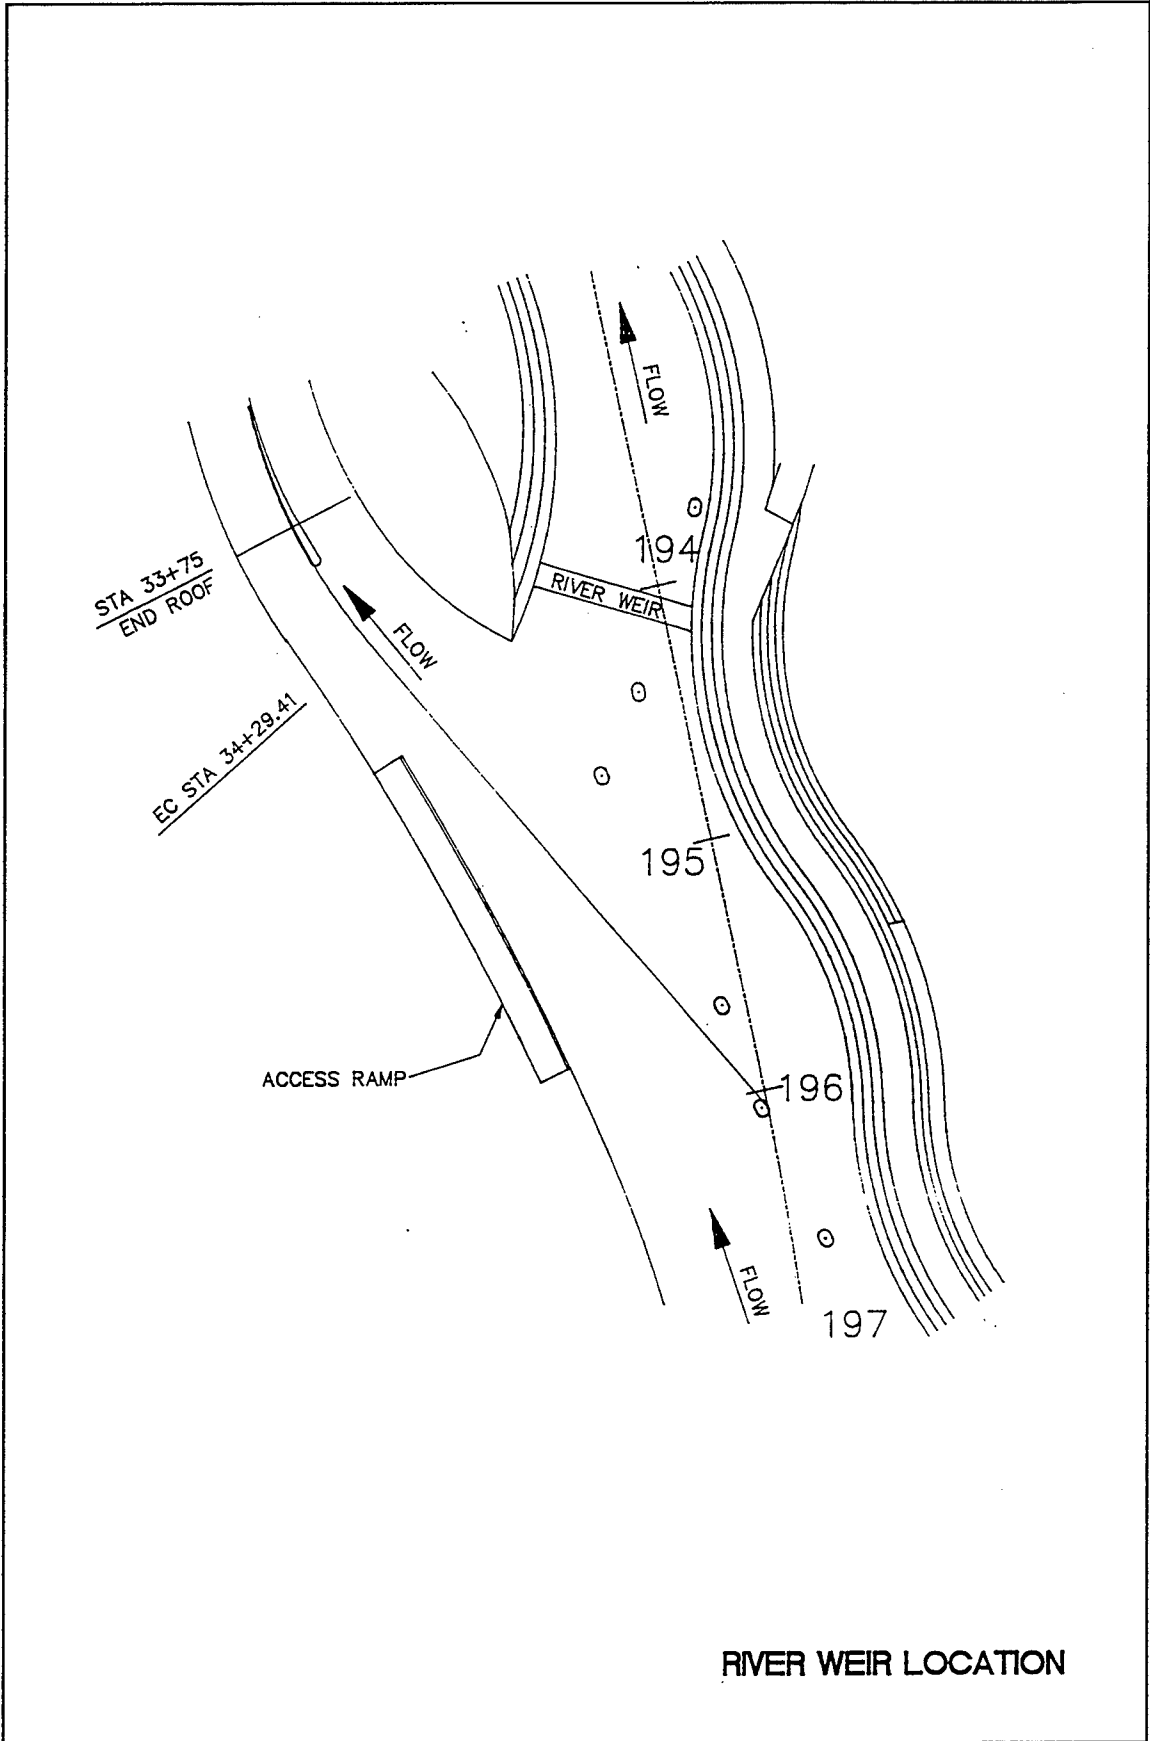 FLOW
194
RIVER WEIR
STA 33+75
END ROOF
FLOW
EC STA 34+29.41
195
ACCESS RAMP
196
FLOW
197
RIVER WEIR LOCATION